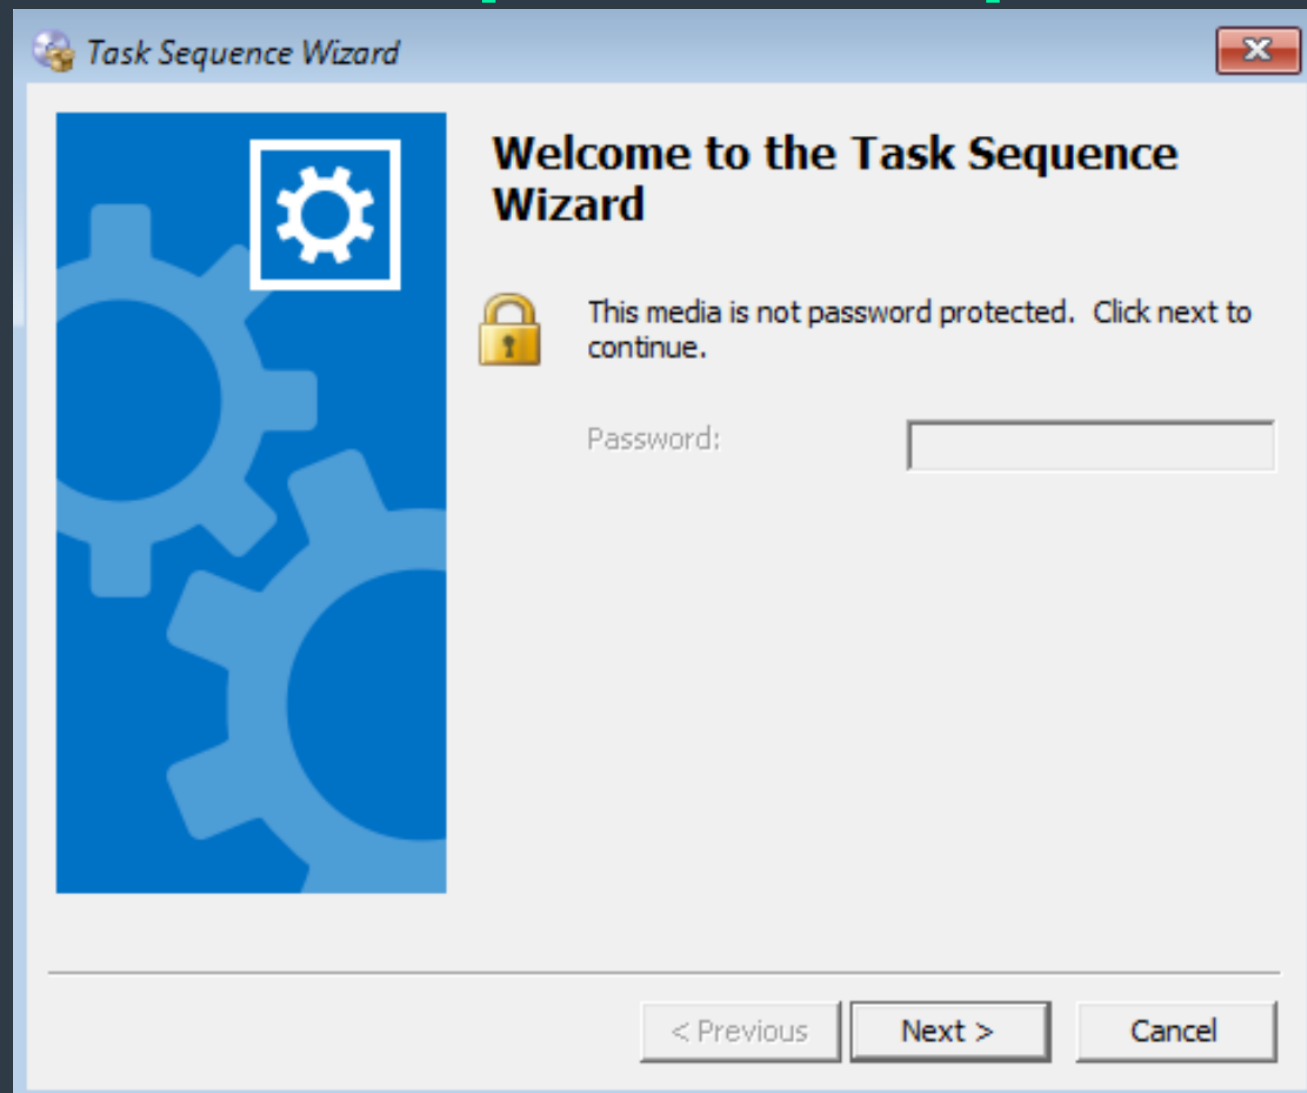 Task Sequence Wizard
Welcome to the Task Sequence
Wizard
This media is not password protected.  Click next to
continue.
Password:
< Previous
Next >
Cancel